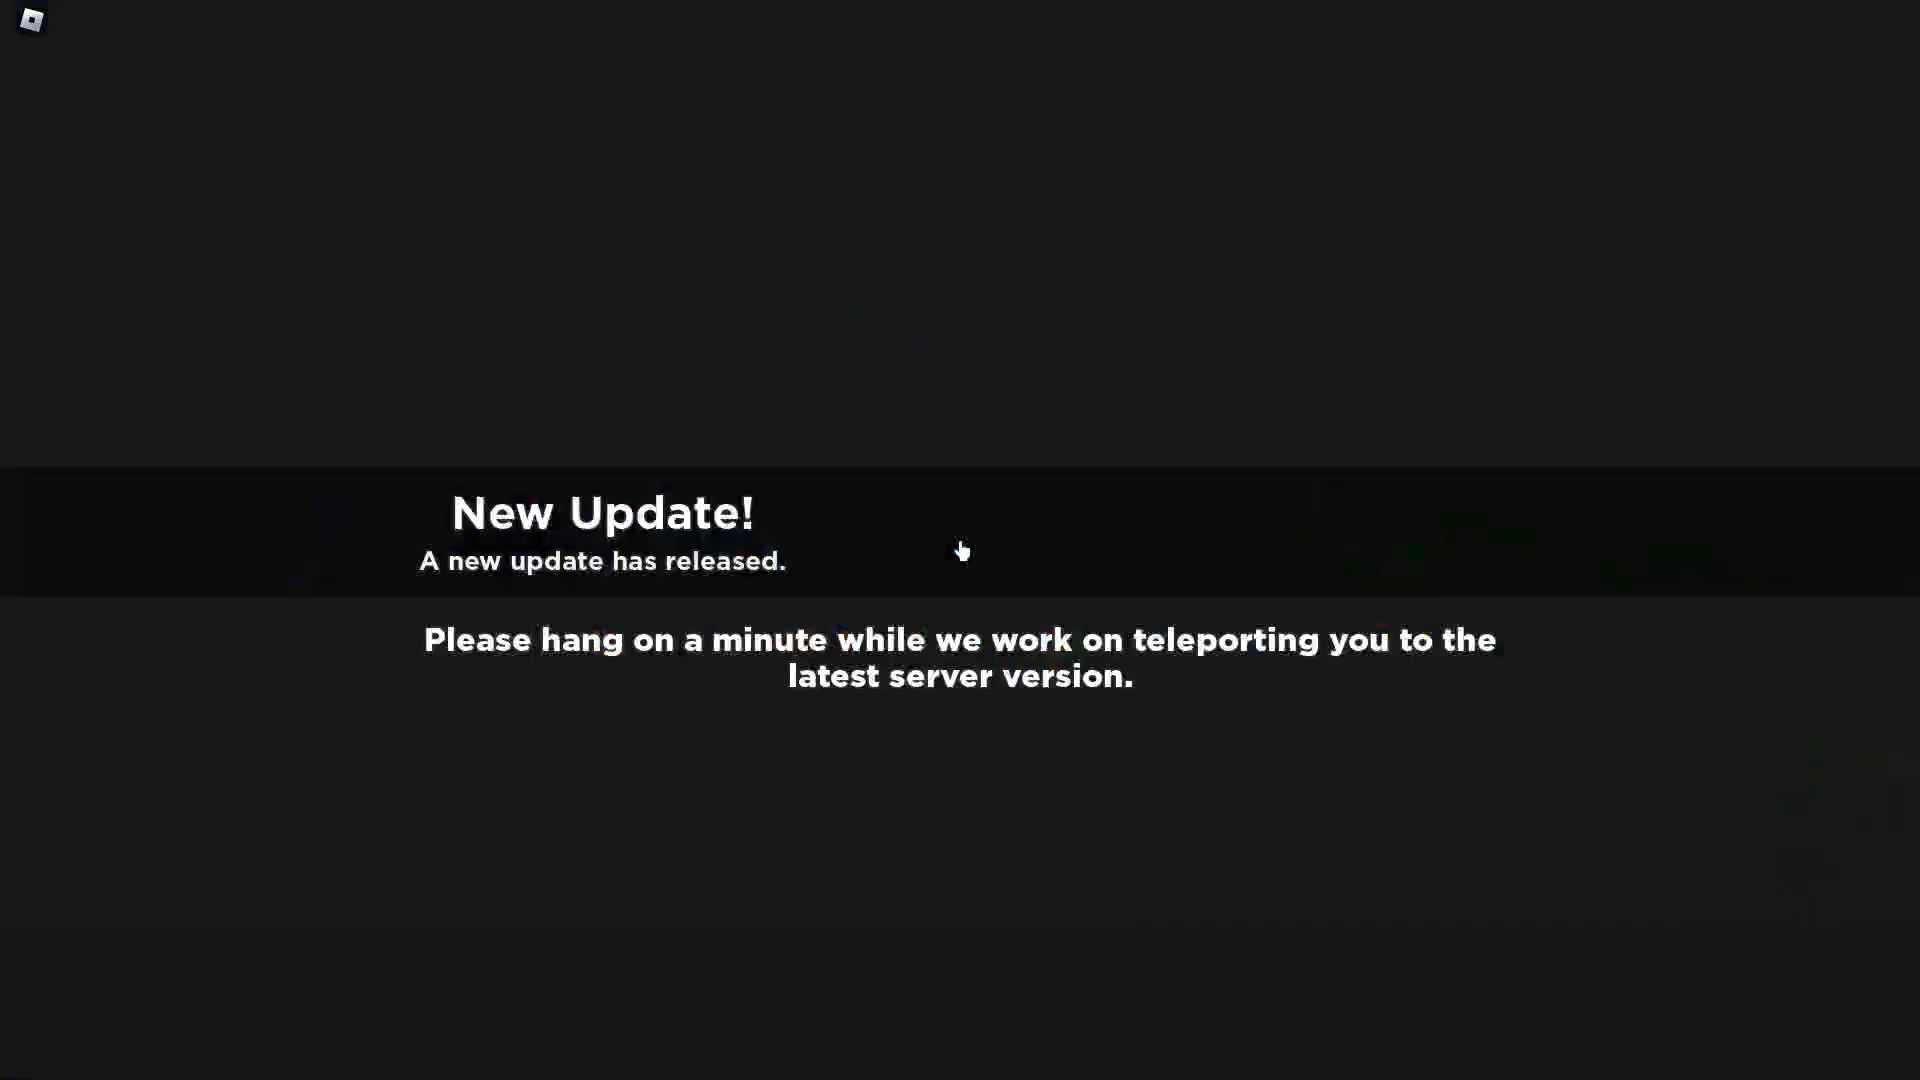 New Update!
A new update has released.
Please hang on a minute while we work on teleporting you to the
latest server version.